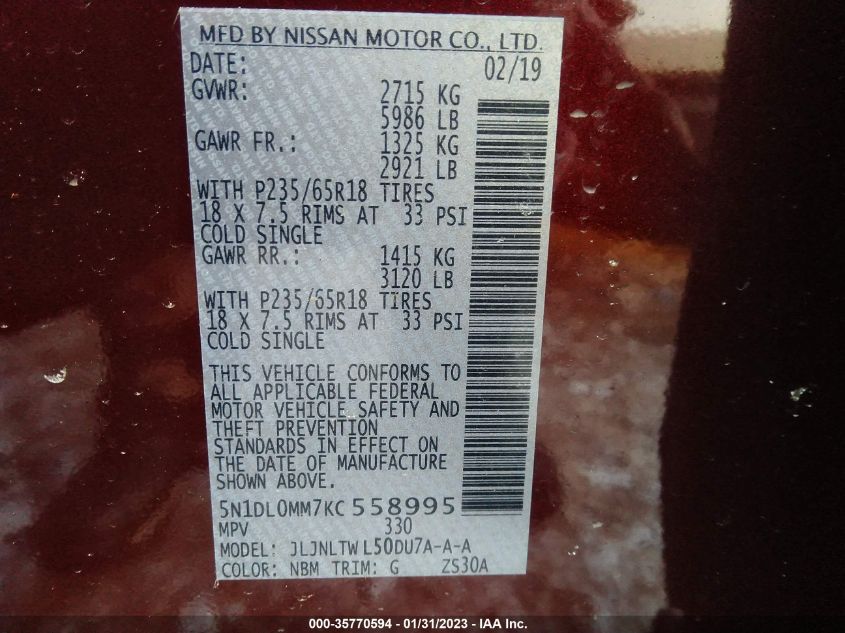 MFD BY NISSAN MOTOR CO., LTD.
DATE: 02/19
GVWR: 2715 KG
5986 LB
GAWR FR.: 1325 KG
2921 LB
WITH P235/65R18 TIRES
18 X 7.5 RIMS AT 33 PSI
COLD SINGLE
GAWR RR.: 1415 KG
3120 LB
WITH P235/65R18 TIRES
18 X 7.5 RIMS AT 33 PSI
COLD SINGLE
THIS VEHICLE CONFORMS TO
ALL APPLICABLE FEDERAL
MOTOR VEHICLE SAFETY AND
THEFT PREVENTION
STANDARDS IN EFFECT ON
THE DATE OF MANUFACTURE
SHOWN ABOVE.
5N1DL0MM7KC 558995
MPV 330
MODEL: JLJNLTW L50DU7A-A-A
COLOR: NBM TRIM: G ZS30A
000-35770594 - 01/31/2023 - IAA Inc.